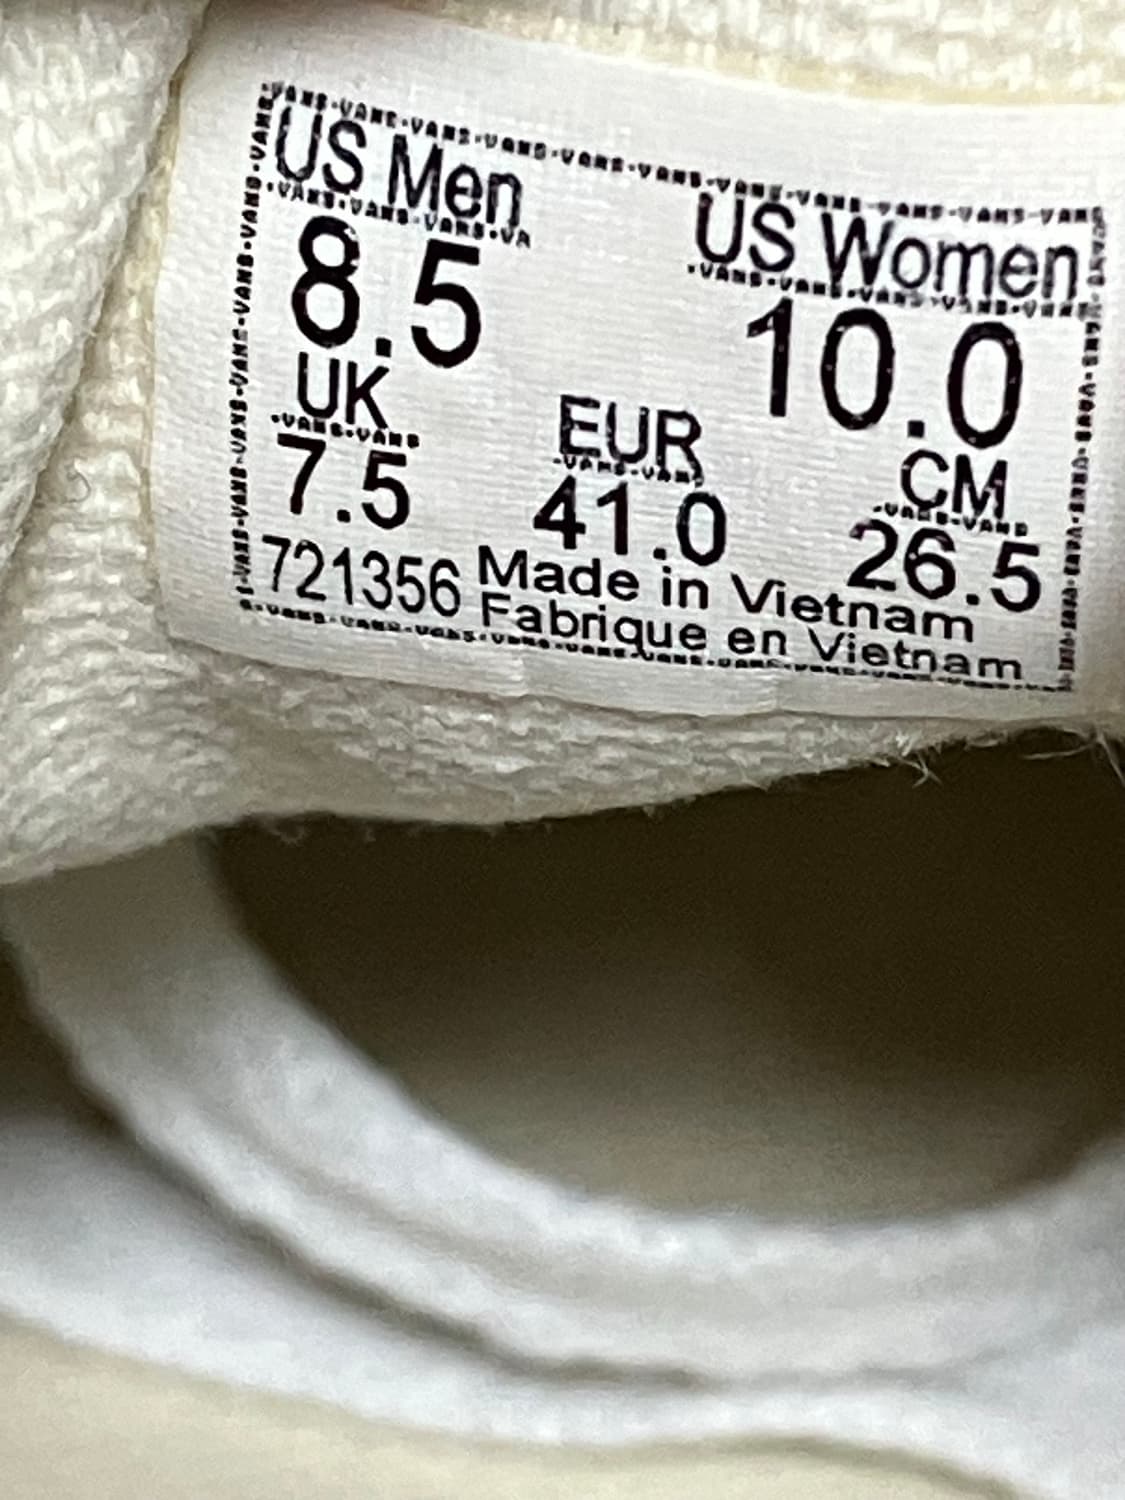 US Men
US Women
8.5
10.0
UK
EUR
CM
7.5
41.0
26.5
721356
Made in Vietnam
Fabrique en Vietnam